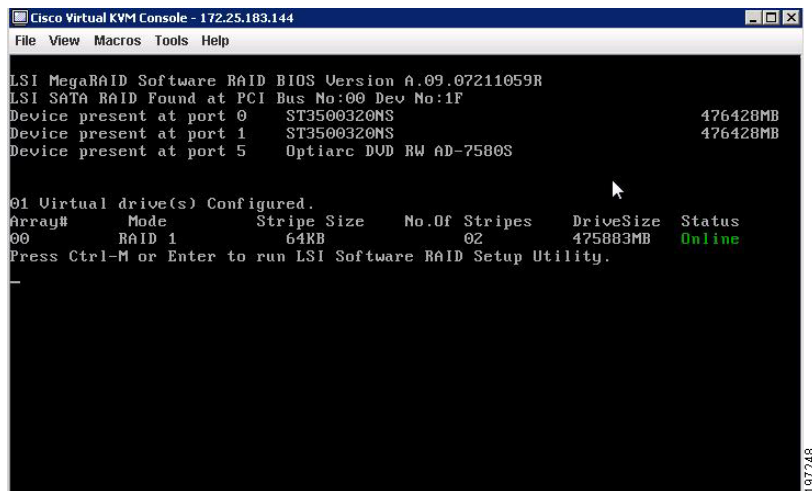 Cisco Virtual KVM Console - 172.25.183.144
File View Macros Tools Help
LSI MegaRAID Software RAID BIOS Version A.09.07211059R
LSI SATA RAID Found at PCI Bus No:00 Dev No:1F
Device present at port 0 ST3500320NS 476428MB
Device present at port 1 ST3500320NS 476428MB
Device present at port 5 Optiarc DVD RW AD-7580S
01 Virtual drive(s) Configured.
Array# Mode Stripe Size No.Of Stripes DriveSize Status
00 RAID 1 64KB 02 475883MB Online
Press Ctrl-M or Enter to run LSI Software RAID Setup Utility.
197248